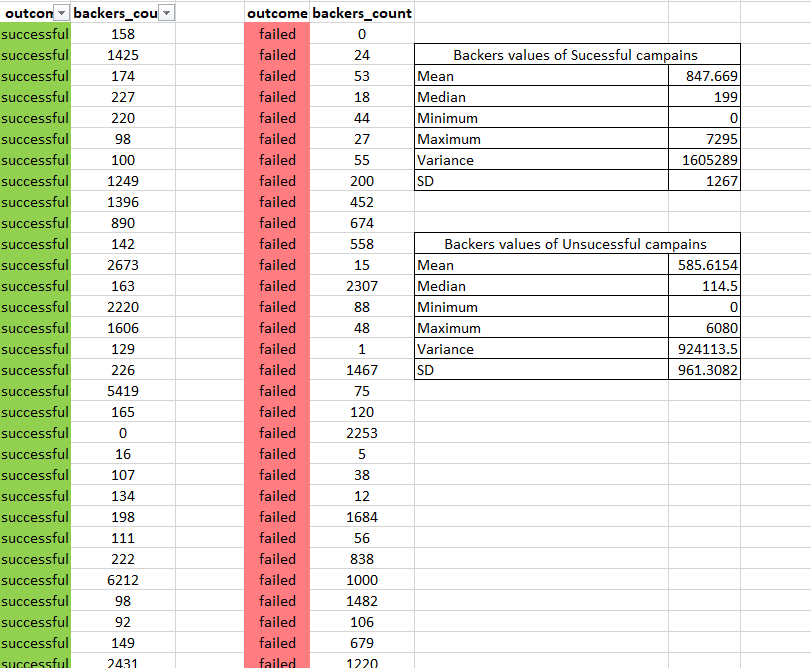 outcom backers_cou outcome backers_count
successful 158 failed 0
successful 1425 failed 24 Backers values of Sucessful campains
successful 174 failed 53 Mean 847.669
successful 227 failed 18 Median 199
successful 220 failed 44 Minimum 0
successful 98 failed 27 Maximum 7295
successful 100 failed 55 Variance 1605289
successful 1249 failed 200 SD 1267
successful 1396 failed 452
successful 890 failed 674
successful 142 failed 558 Backers values of Unsucessful campains
successful 2673 failed 15 Mean 585.6154
successful 163 failed 2307 Median 114.5
successful 2220 failed 88 Minimum 0
successful 1606 failed 48 Maximum 6080
successful 129 failed 1 Variance 924113.5
successful 226 failed 1467 SD 961.3082
successful 5419 failed 75
successful 165 failed 120
successful 0 failed 2253
successful 16 failed 5
successful 107 failed 38
successful 134 failed 12
successful 198 failed 1684
successful 111 failed 56
successful 222 failed 838
successful 6212 failed 1000
successful 98 failed 1482
successful 92 failed 106
successful 149 failed 679
successful 2431 failed 1220